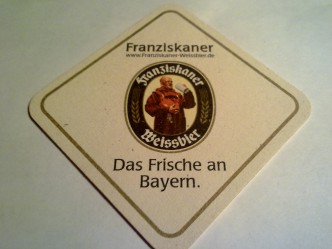 Franziskaner
www.Franziskaner-Weissbier.de
Franziskaner
Weissbier
Das Frische an
Bayern.